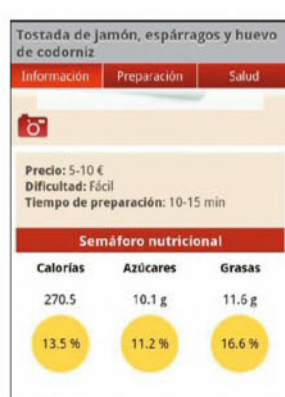 Tostada de jamón, espárragos y huevo
de codorniz
Información Preparación Salud
Precio: 5-10 €
Dificultad: Fácil
Tiempo de preparación: 10-15 min
Semáforo nutricional
Calorías Azúcares Grasas
270.5 10.1 g 11.6 g
13.5 % 11.2 % 16.6 %